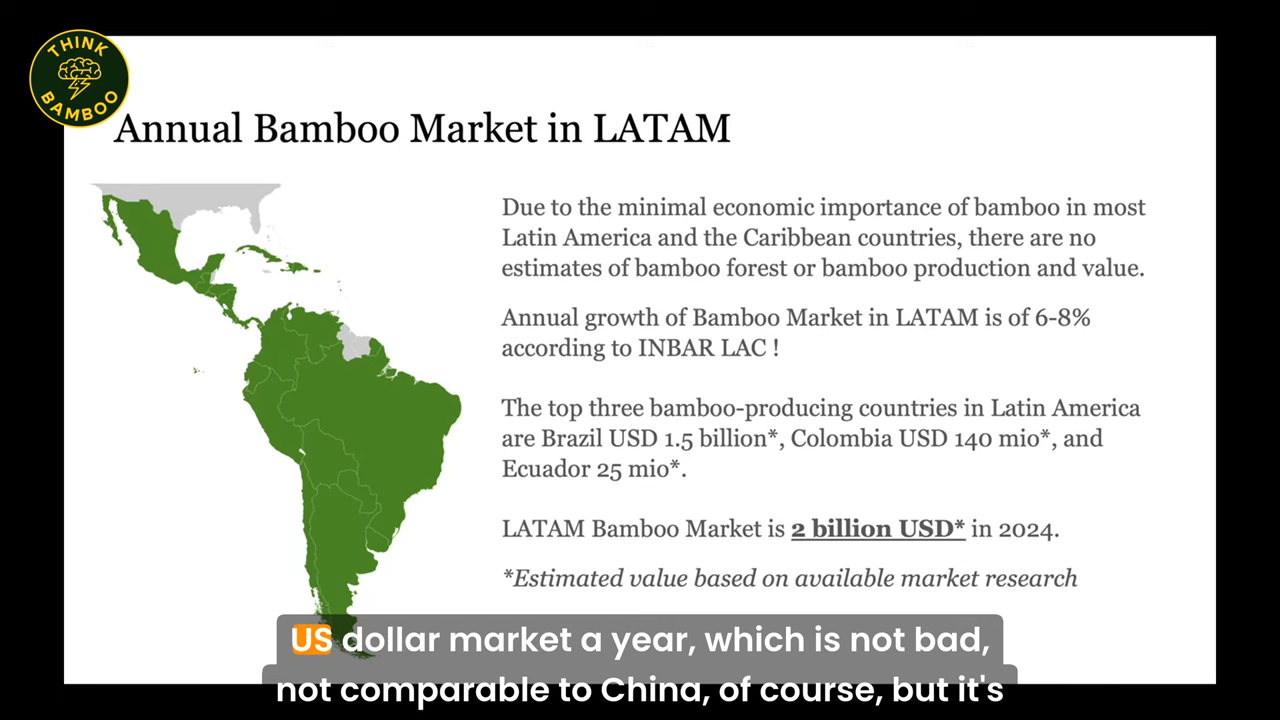 THINK
BAMBOO
Annual Bamboo Market in LATAM
Due to the minimal economic importance of bamboo in most
Latin America and the Caribbean countries, there are no
estimates of bamboo forest or bamboo production and value.
Annual growth of Bamboo Market in LATAM is of 6-8%
according to INBAR LAC !
The top three bamboo-producing countries in Latin America
are Brazil USD 1.5 billion*, Colombia USD 140 mio*, and
Ecuador 25 mio*.
LATAM Bamboo Market is 2 billion USD* in 2024.
*Estimated value based on available market research
US dollar market a year, which is not bad,
not comparable to China, of course, but it's